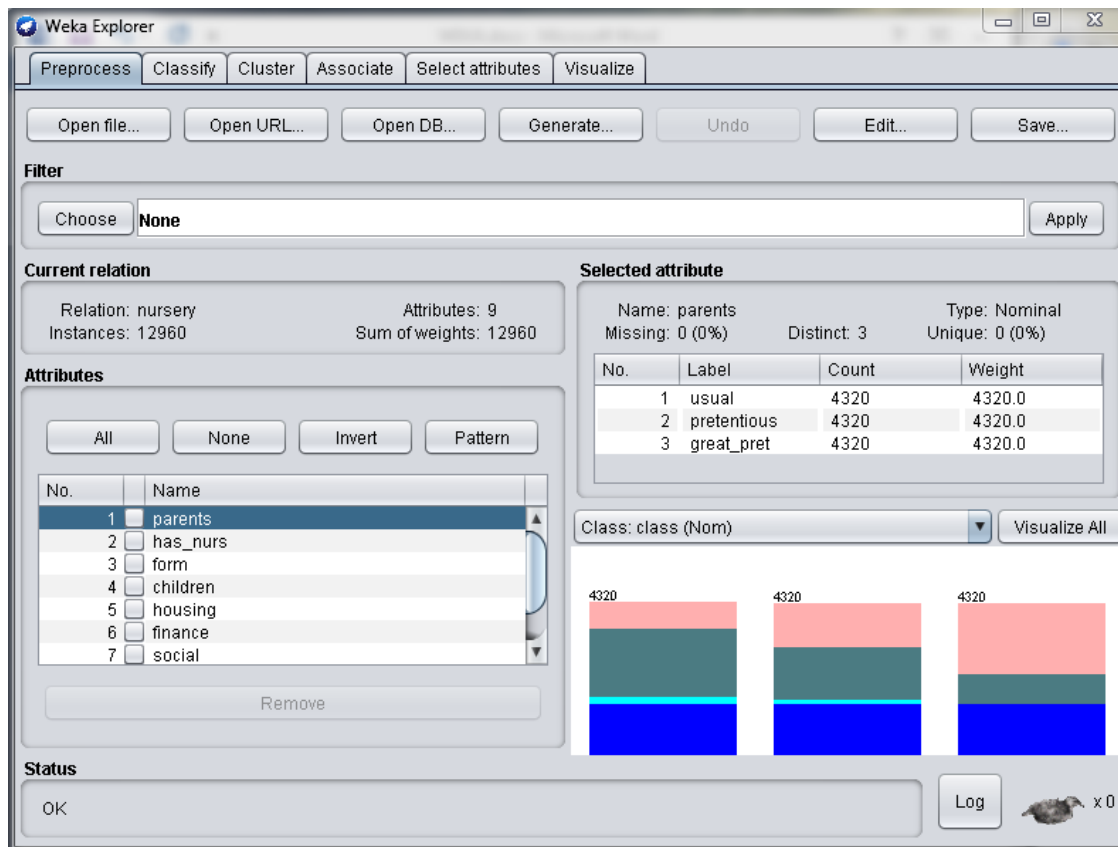 Weka Explorer
Preprocess Classify Cluster Associate Select attributes Visualize
Open file... Open URL... Open DB... Generate... Undo Edit... Save...
Filter
Choose None Apply
Current relation
Relation: nursery Attributes: 9
Instances: 12960 Sum of weights: 12960
Attributes
All None Invert Pattern
No. Name
1 parents
2 has_nurs
3 form
4 children
5 housing
6 finance
7 social
Remove
Selected attribute
Name: parents Type: Nominal
Missing: 0 (0%) Distinct: 3 Unique: 0 (0%)
No. Label Count Weight
1 usual 4320 4320.0
2 pretentious 4320 4320.0
3 great_pret 4320 4320.0
Class: class (Nom) Visualize All
4320 4320 4320
Status
OK
Log x 0